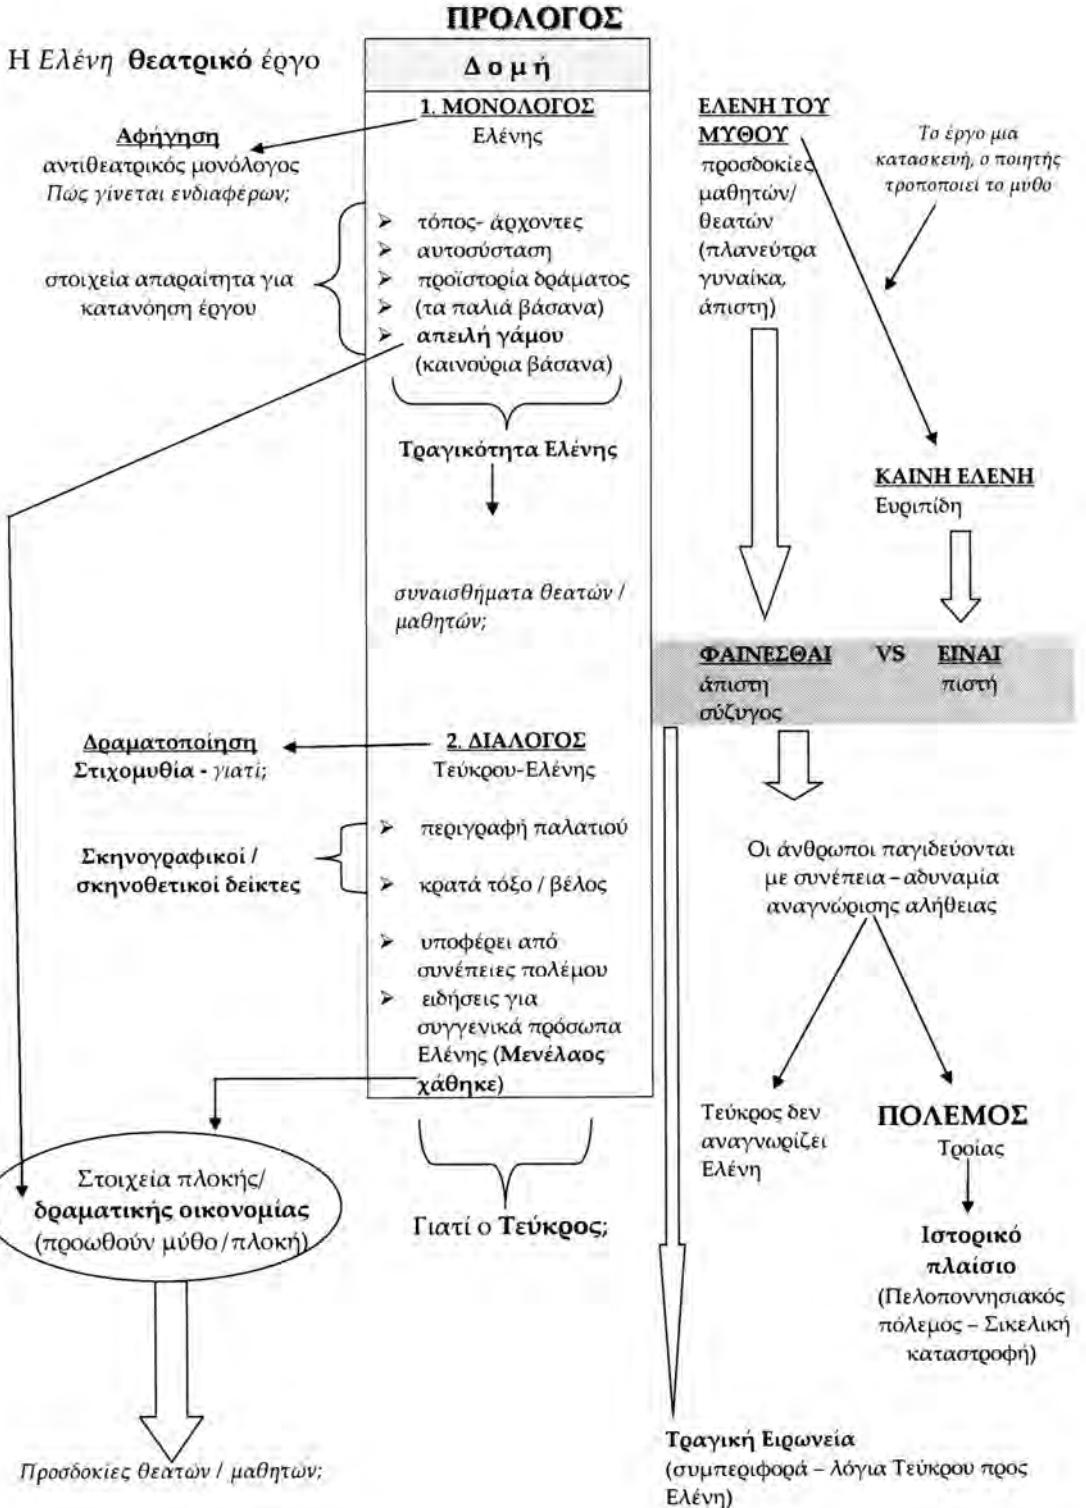 ΠΡΟΛΟΓΟΣ
Η Ελένη θεατρικό έργο
Δομή
1. ΜΟΝΟΛΟΓΟΣ
Ελένης
Αφήγηση
αντιθεατρικός μονόλογος
Πώς γίνεται ενδιαφέρων;
στοιχεία απαραίτητα για
κατανόηση έργου
➢ τόπος- άρχοντες
➢ αυτοσύσταση
➢ προϊστορία δράματος
➢ (τα παλιά βάσανα)
➢ απειλή γάμου
(καινούρια βάσανα)
Τραγικότητα Ελένης
συναισθήματα θεατών /
μαθητών;
ΕΛΕΝΗ ΤΟΥ
ΜΥΘΟΥ
προσδοκίες
μαθητών/
θεατών
(πλανεύτρα
γυναίκα,
άπιστη)
Το έργο μια
κατασκευή, ο ποιητής
τροποποιεί το μύθο
ΚΑΙΝΗ ΕΛΕΝΗ
Ευριπίδη
ΦΑΙΝΕΣΘΑΙ VS ΕΙΝΑΙ
άπιστη πιστή
σύζυγος
Δραματοποίηση
Στιχομυθία - γιατί;
2. ΔΙΑΛΟΓΟΣ
Τεύκρου-Ελένης
Σκηνογραφικοί /
σκηνοθετικοί δείκτες
➢ περιγραφή παλατιού
➢ κρατά τόξο / βέλος
➢ υποφέρει από
συνέπειες πολέμου
➢ ειδήσεις για
συγγενικά πρόσωπα
Ελένης (Μενέλαος
χάθηκε)
Οι άνθρωποι παγιδεύονται
με συνέπεια – αδυναμία
αναγνώρισης αλήθειας
Τεύκρος δεν
αναγνωρίζει
Ελένη
ΠΟΛΕΜΟΣ
Τροίας
Ιστορικό
πλαίσιο
(Πελοποννησιακός
πόλεμος – Σικελική
καταστροφή)
Στοιχεία πλοκής/
δραματικής οικονομίας
(προωθούν μύθο/πλοκή)
Γιατί ο Τεύκρος;
Προσδοκίες θεατών / μαθητών;
Τραγική Ειρωνεία
(συμπεριφορά – λόγια Τεύκρου προς
Ελένη)